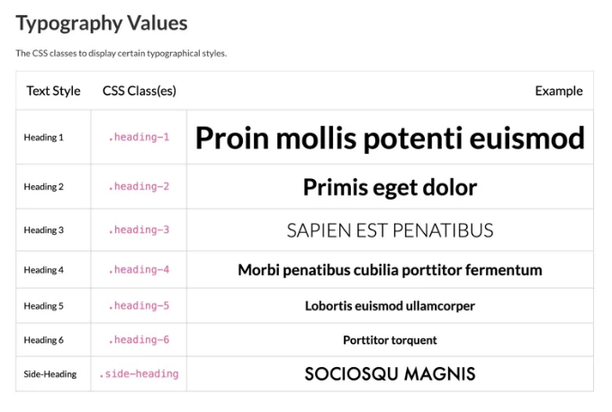 Typography Values
The CSS classes to display certain typographical styles.
Text Style CSS Class(es) Example
Heading 1 .heading-1 Proin mollis potenti euismod
Heading 2 .heading-2 Primis eget dolor
Heading 3 .heading-3 SAPIEN EST PENATIBUS
Heading 4 .heading-4 Morbi penatibus cubilia porttitor fermentum
Heading 5 .heading-5 Lobortis euismod ullamcorper
Heading 6 .heading-6 Porttitor torquent
Side-Heading .side-heading SOCIOSQU MAGNIS